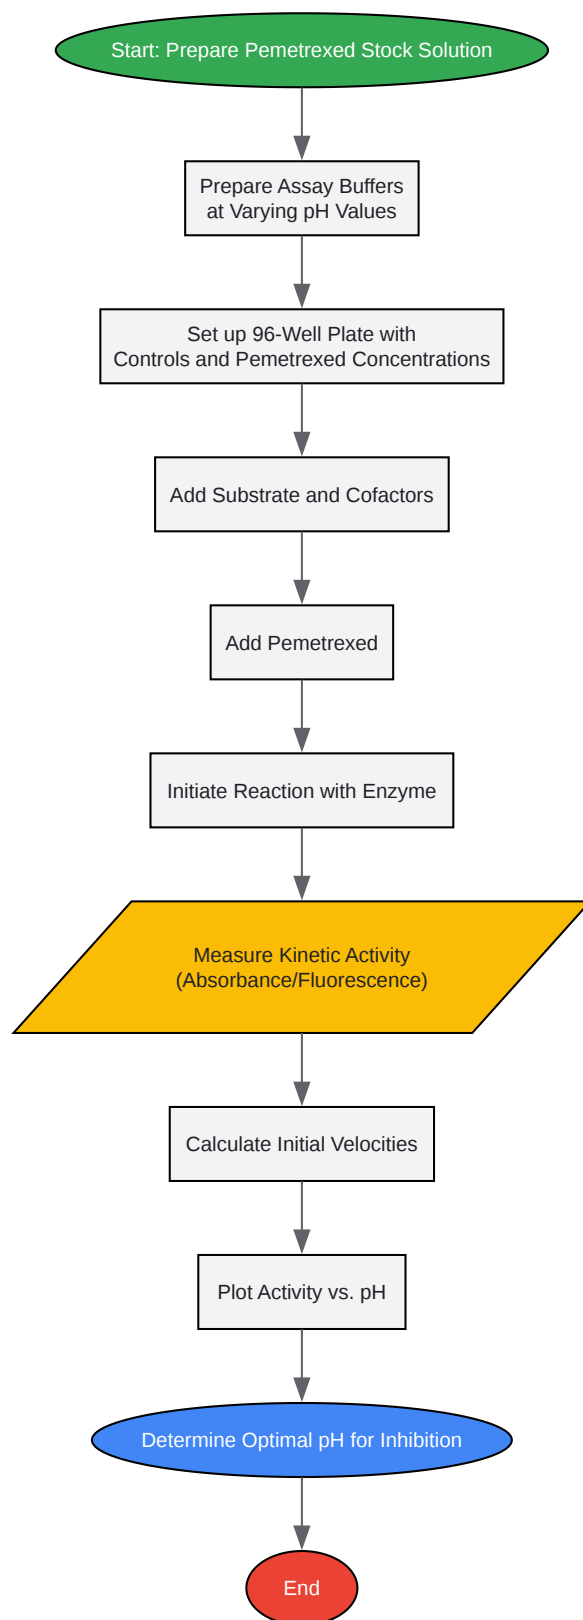 Start: Prepare Pemetrexed Stock Solution
Prepare Assay Buffers
at Varying pH Values
Set up 96-Well Plate with
Controls and Pemetrexed Concentrations
Add Substrate and Cofactors
Add Pemetrexed
Initiate Reaction with Enzyme
Measure Kinetic Activity
(Absorbance/Fluorescence)
Calculate Initial Velocities
Plot Activity vs. pH
Determine Optimal pH for Inhibition
End